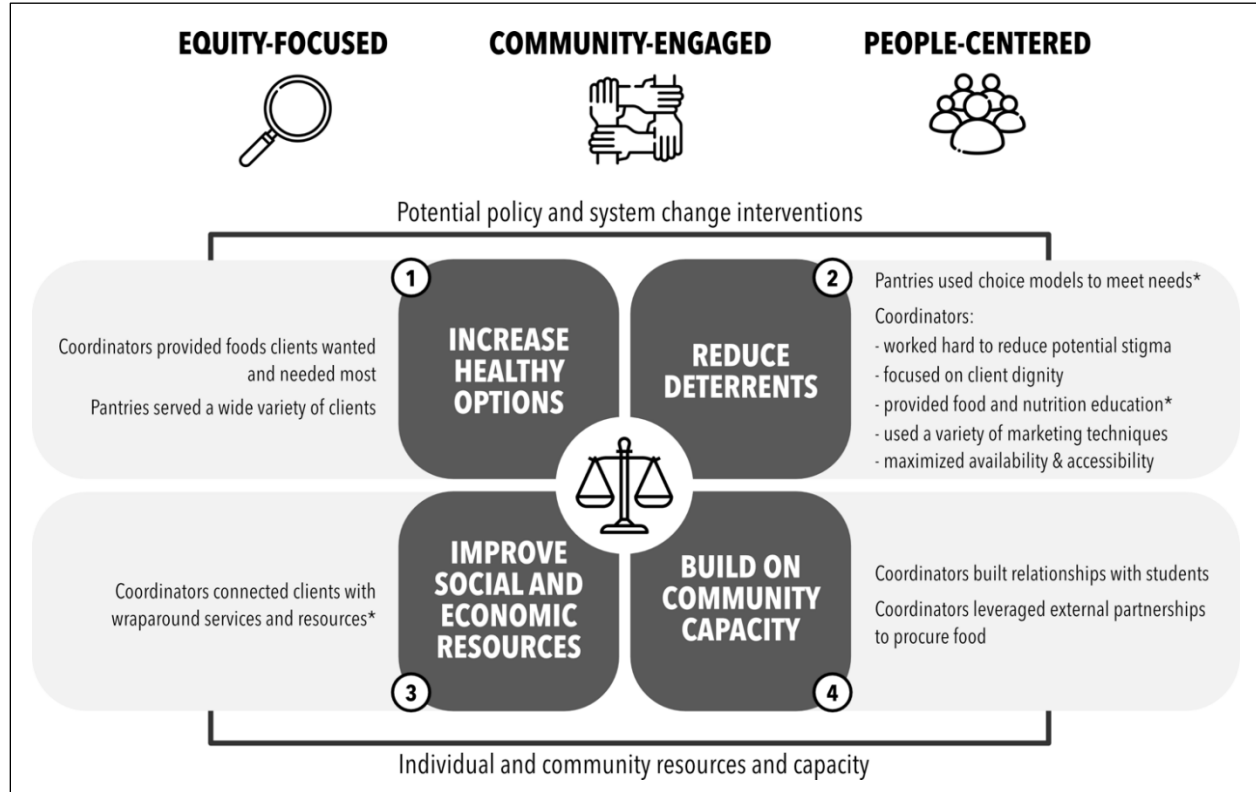 EQUITY-FOCUSED
COMMUNITY-ENGAGED
PEOPLE-CENTERED
Potential policy and system change interventions
1
INCREASE
HEALTHY
OPTIONS
Coordinators provided foods clients wanted
and needed most
Pantries served a wide variety of clients
2
REDUCE
DETERRENTS
Pantries used choice models to meet needs*
Coordinators:
- worked hard to reduce potential stigma
- focused on client dignity
- provided food and nutrition education*
- used a variety of marketing techniques
- maximized availability & accessibility
Coordinators connected clients with
wraparound services and resources*
IMPROVE
SOCIAL AND
ECONOMIC
RESOURCES
3
BUILD ON
COMMUNITY
CAPACITY
4
Coordinators built relationships with students
Coordinators leveraged external partnerships
to procure food
Individual and community resources and capacity